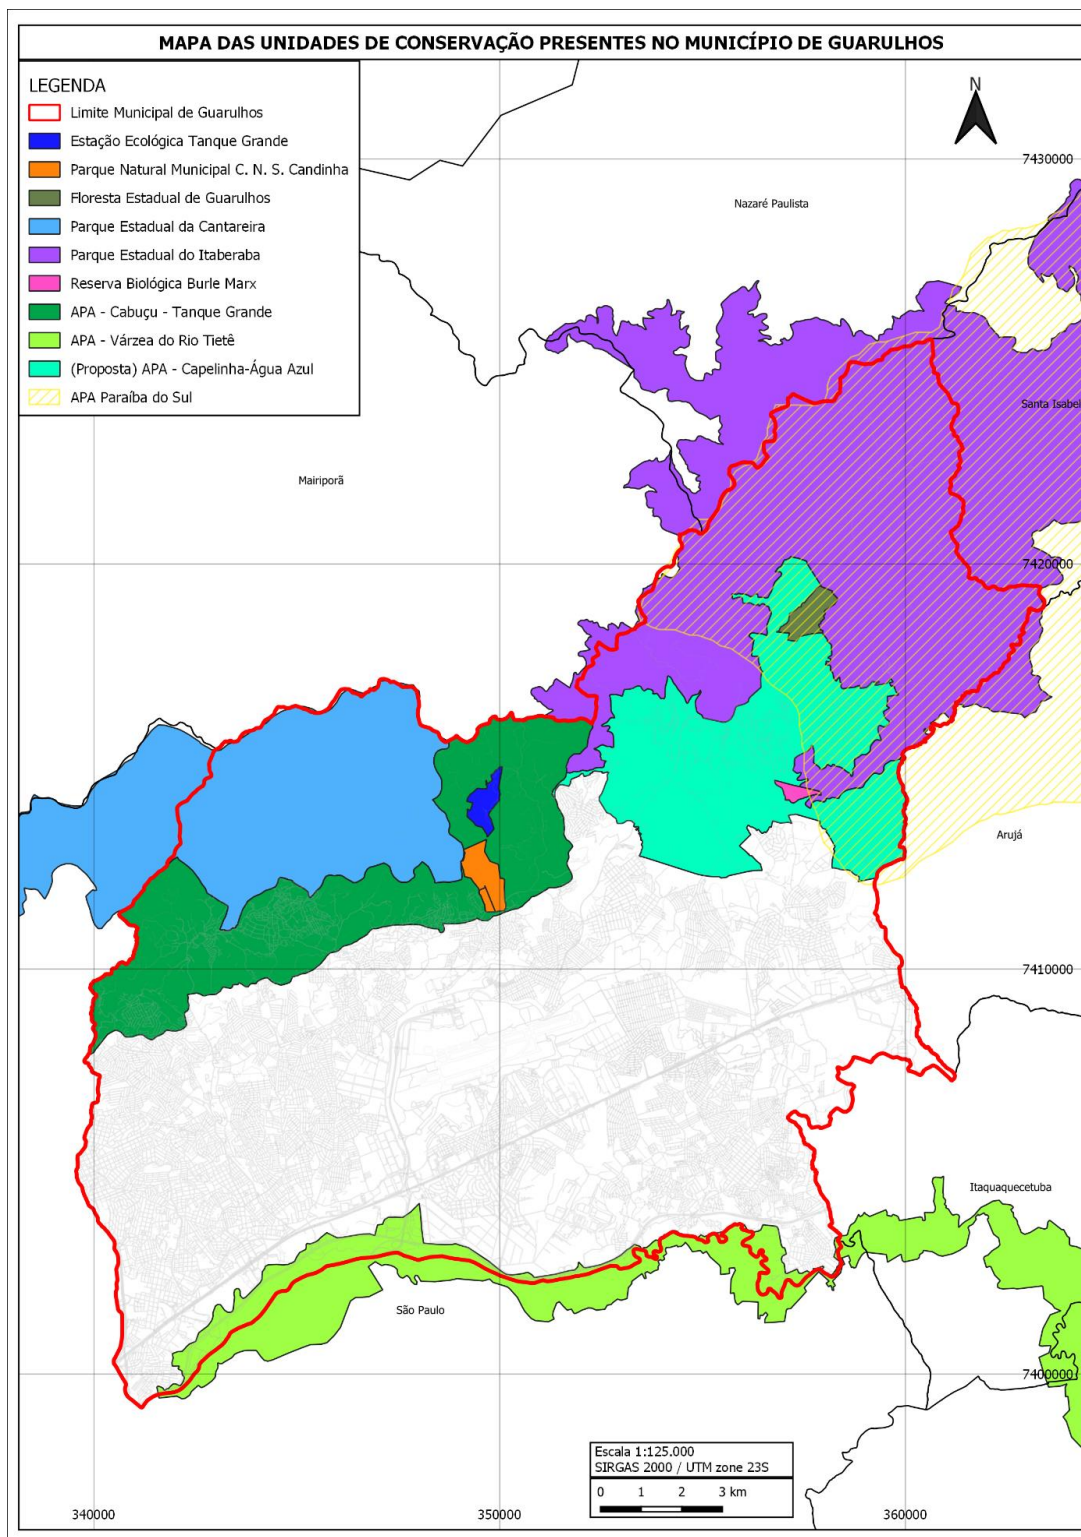 MAPA DAS UNIDADES DE CONSERVAÇÃO PRESENTES NO MUNICÍPIO DE GUARULHOS
LEGENDA
Limite Municipal de Guarulhos
Estação Ecológica Tanque Grande
Parque Natural Municipal C. N. S. Candinha
Floresta Estadual de Guarulhos
Parque Estadual da Cantareira
Parque Estadual do Itaberaba
Reserva Biológica Burle Marx
APA - Cabuçu - Tanque Grande
APA - Várzea do Rio Tietê
(Proposta) APA - Capelinha-Água Azul
APA Paraíba do Sul
N
7430000
Nazaré Paulista
Santa Isabel
Mairiporã
7420000
Arujá
7410000
Itaquaquecetuba
São Paulo
7400000
Escala 1:125.000
SIRGAS 2000 / UTM zone 23S
0 1 2 3 km
340000 350000 360000